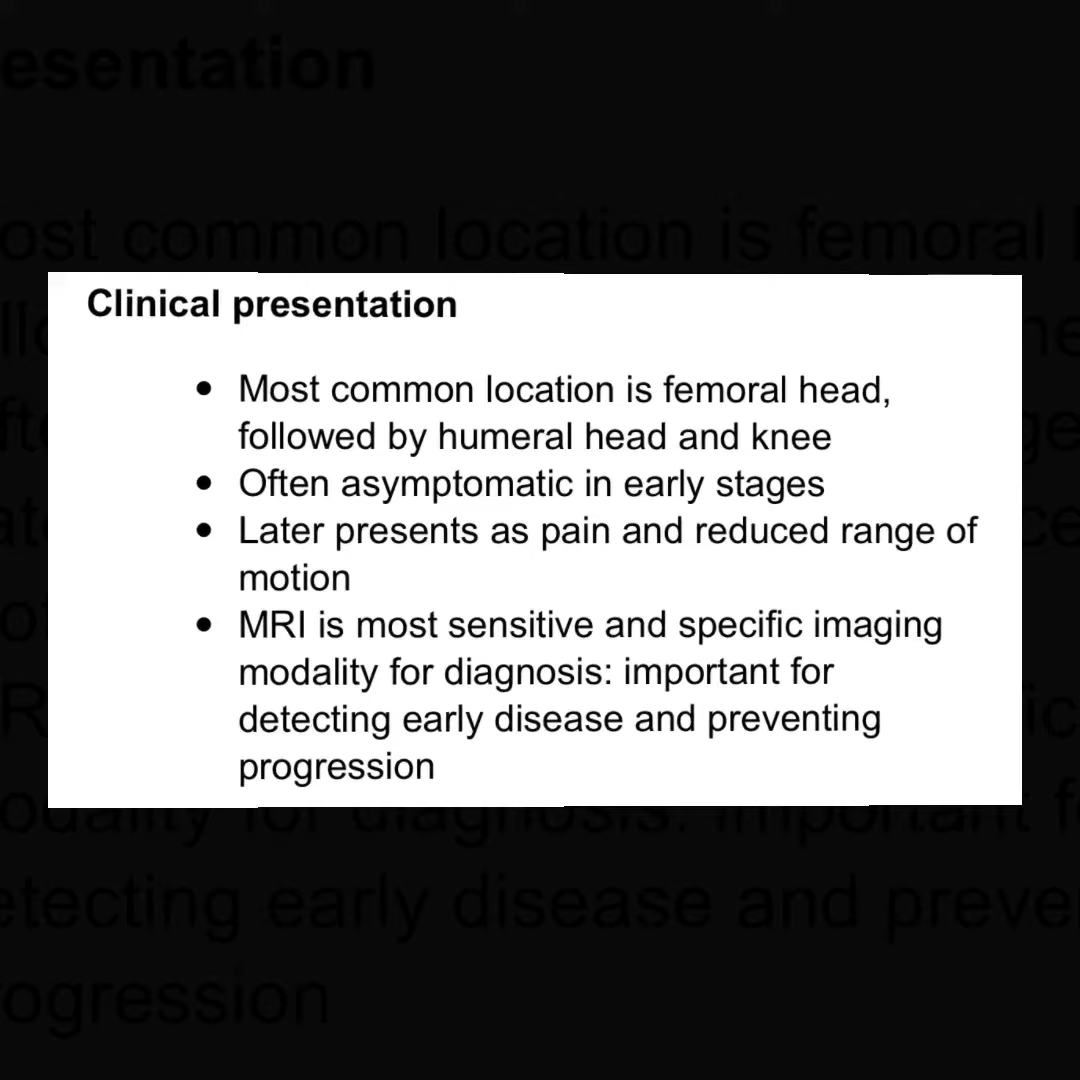 Clinical presentation
• Most common location is femoral head,
followed by humeral head and knee
• Often asymptomatic in early stages
• Later presents as pain and reduced range of
motion
• MRI is most sensitive and specific imaging
modality for diagnosis: important for
detecting early disease and preventing
progression